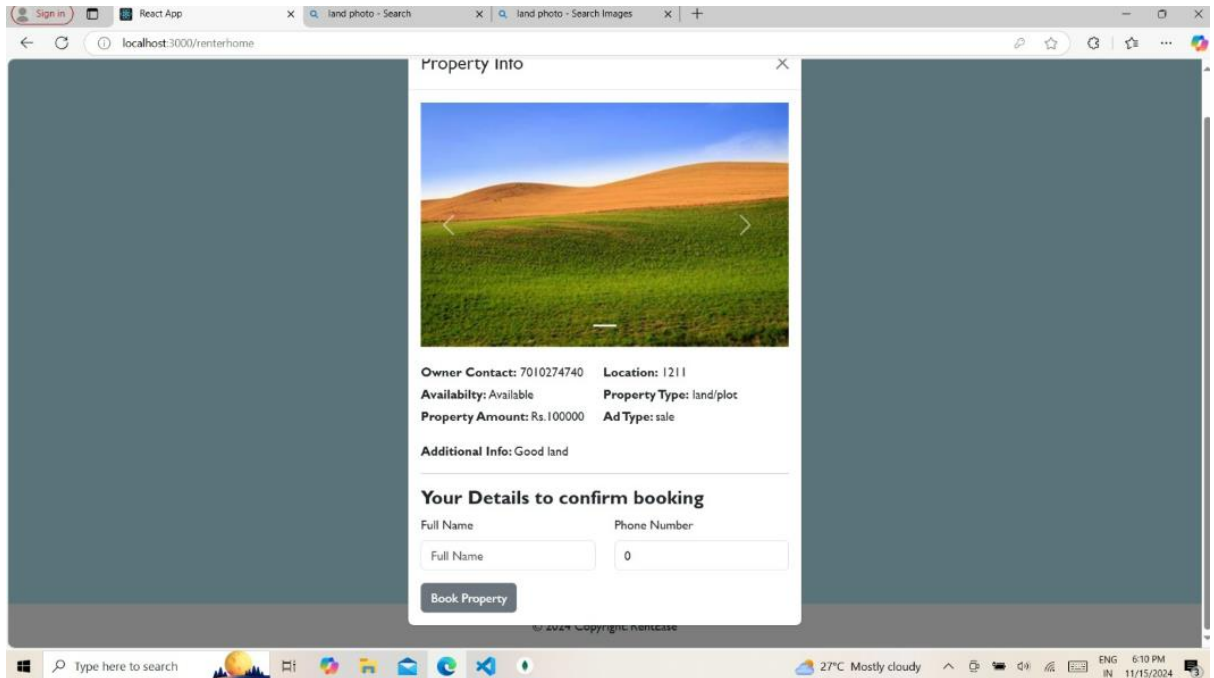 Sign in
React App
land photo - Search
land photo - Search Images
localhost:3000/renterhome
Property Info
Owner Contact: 7010274740 Location: 1211
Availabilty: Available Property Type: land/plot
Property Amount: Rs.100000 Ad Type: sale
Additional Info: Good land
Your Details to confirm booking
Full Name Phone Number
Full Name 0
Book Property
© 2024 Copyright: RentEase
Type here to search
27°C Mostly cloudy
ENG 6:10 PM
IN 11/15/2024
3